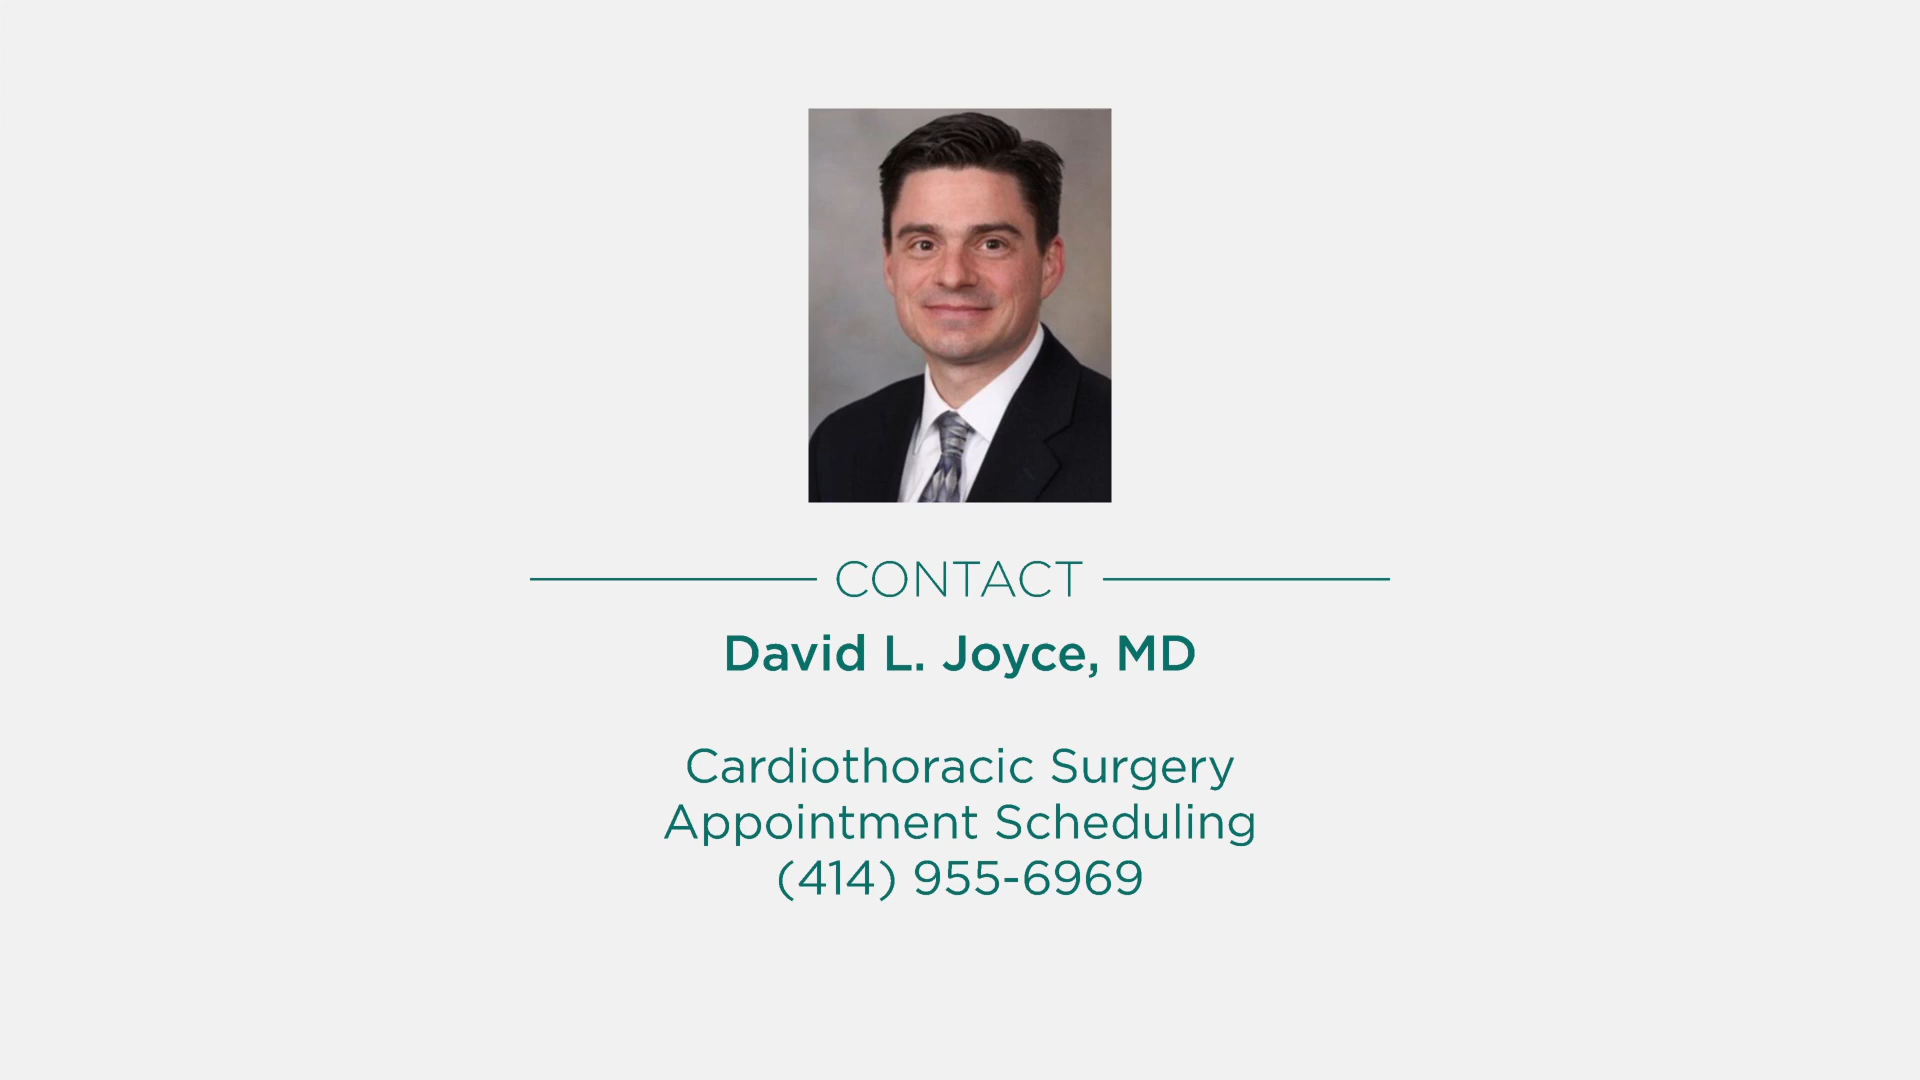 CONTACT
David L. Joyce, MD
Cardiothoracic Surgery
Appointment Scheduling
(414) 955-6969